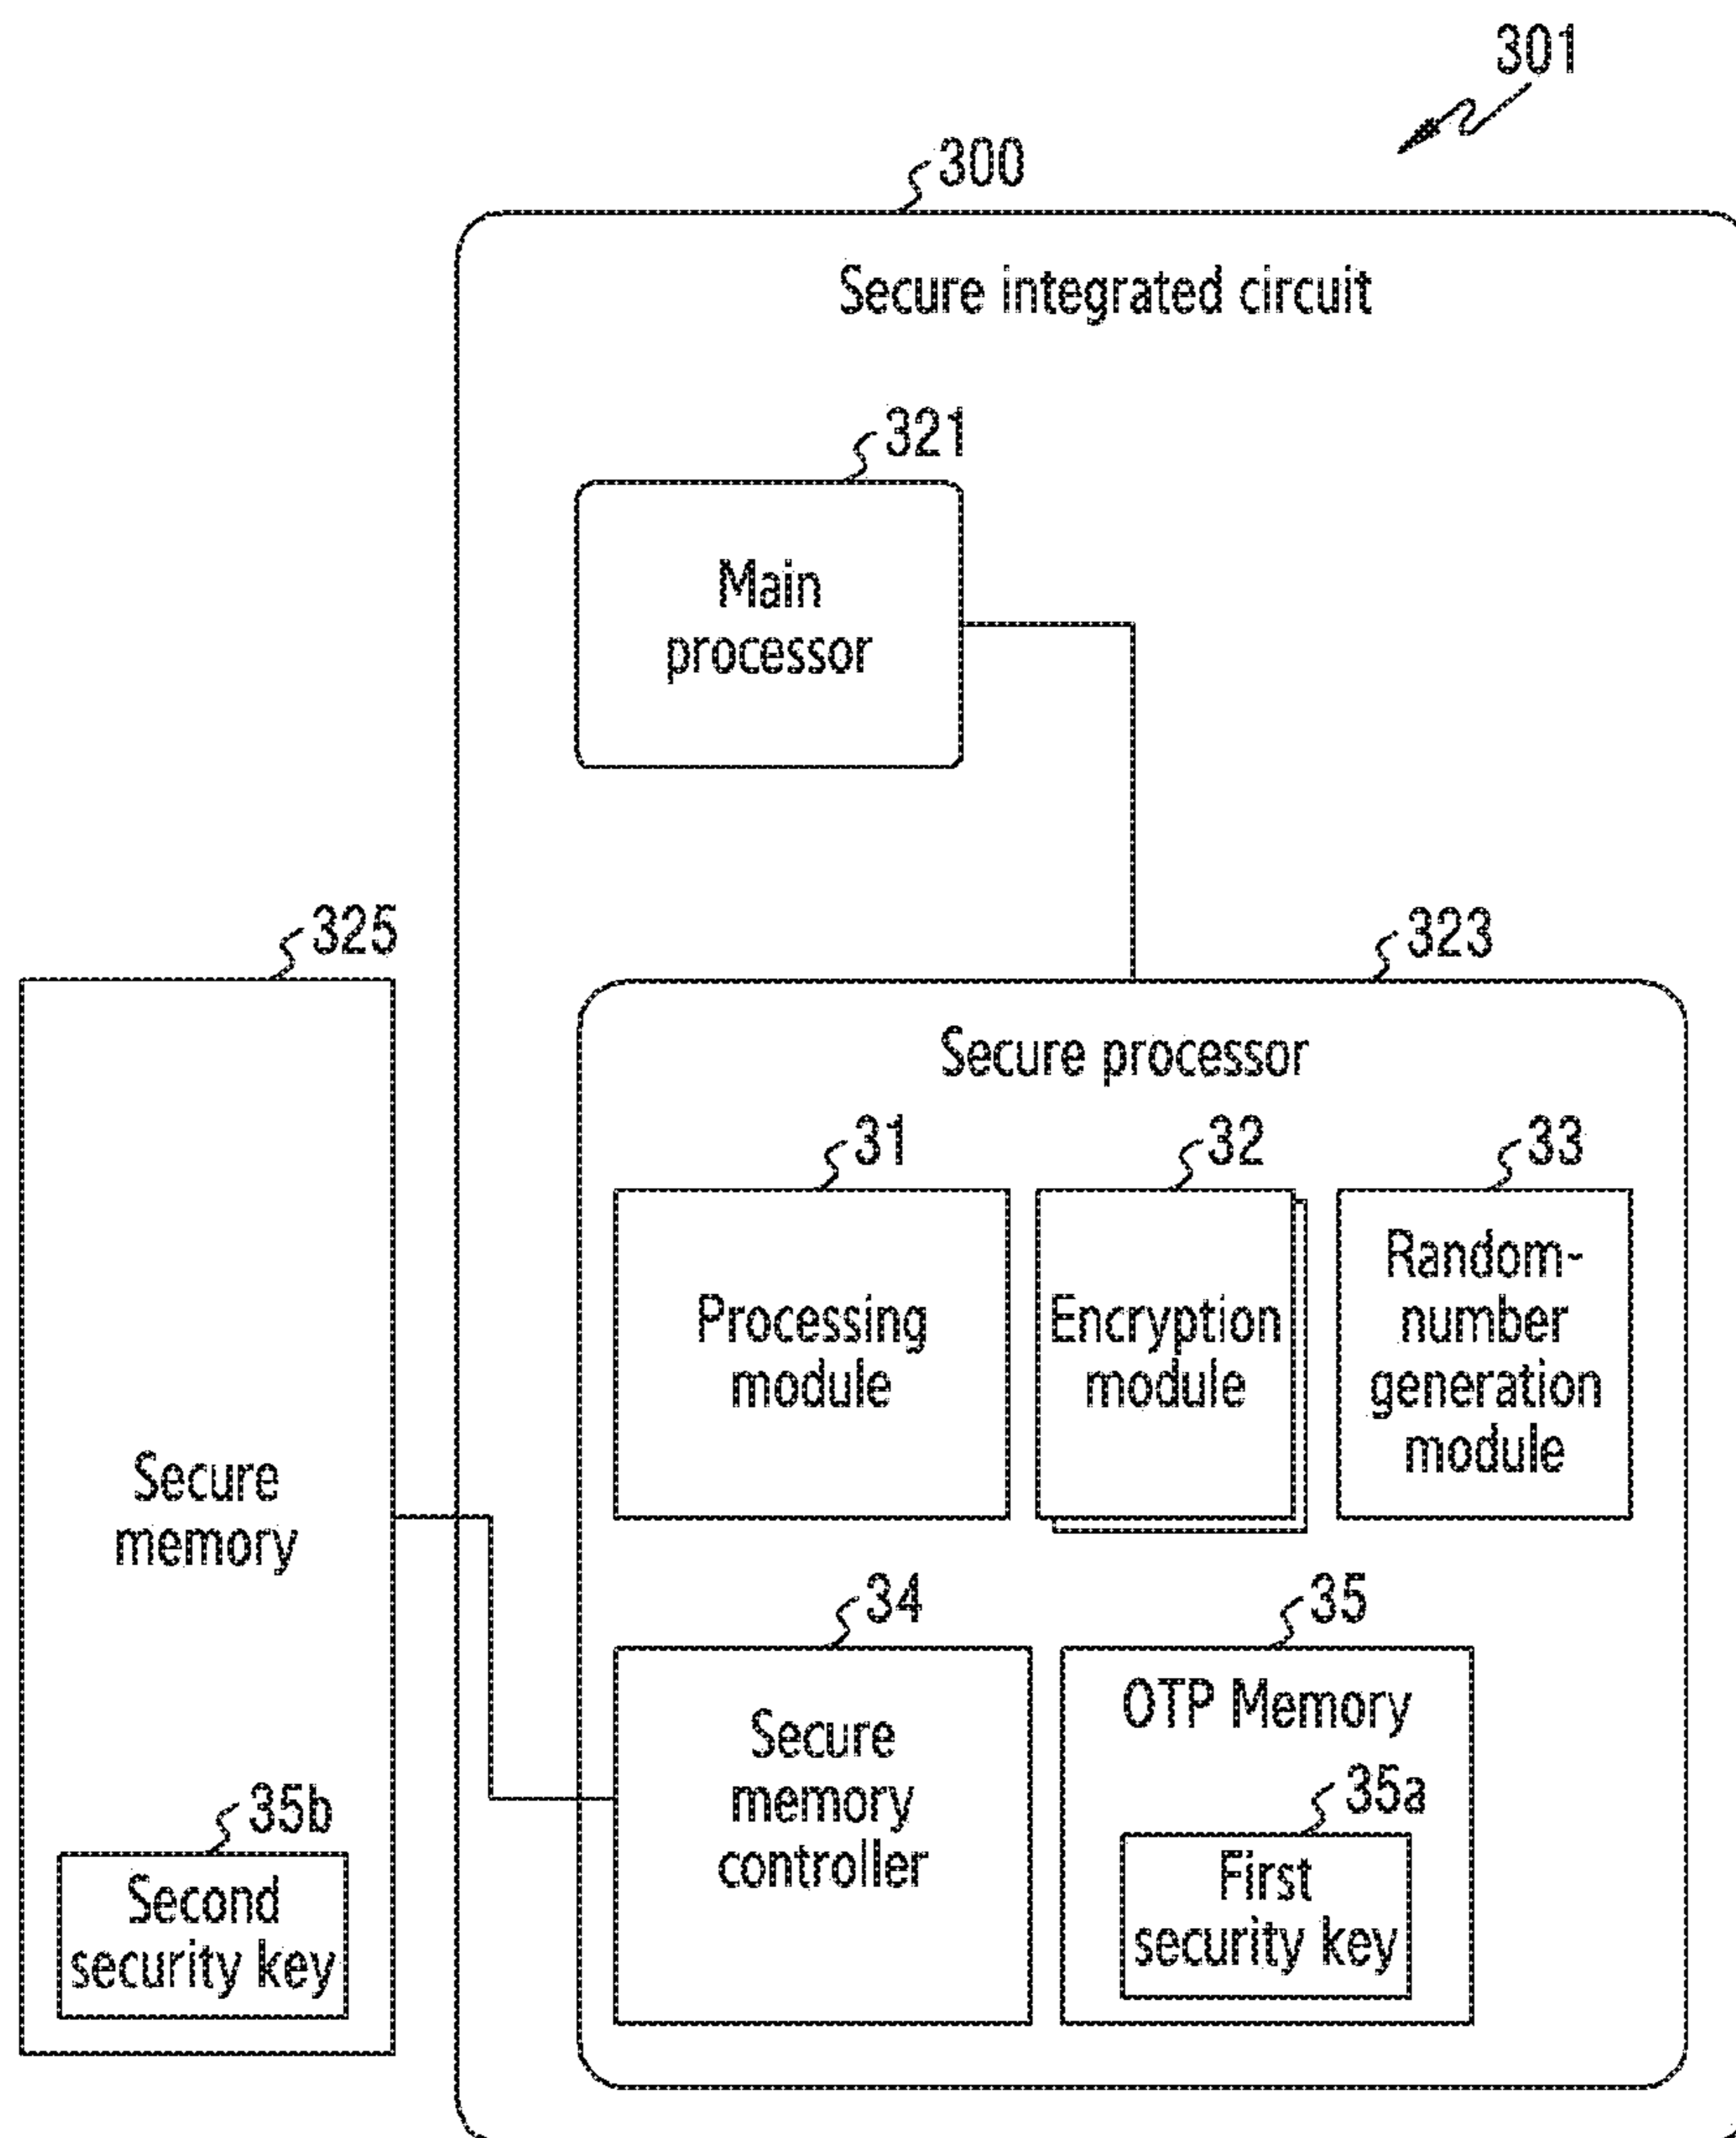 301
300
Secure integrated circuit
321
Main
processor
325
323
Secure processor
31
32
33
Processing
module
Encryption
module
Random-
number
generation
module
Secure
memory
34
35
Secure
memory
controller
OTP Memory
35a
First
security key
35b
Second
security key